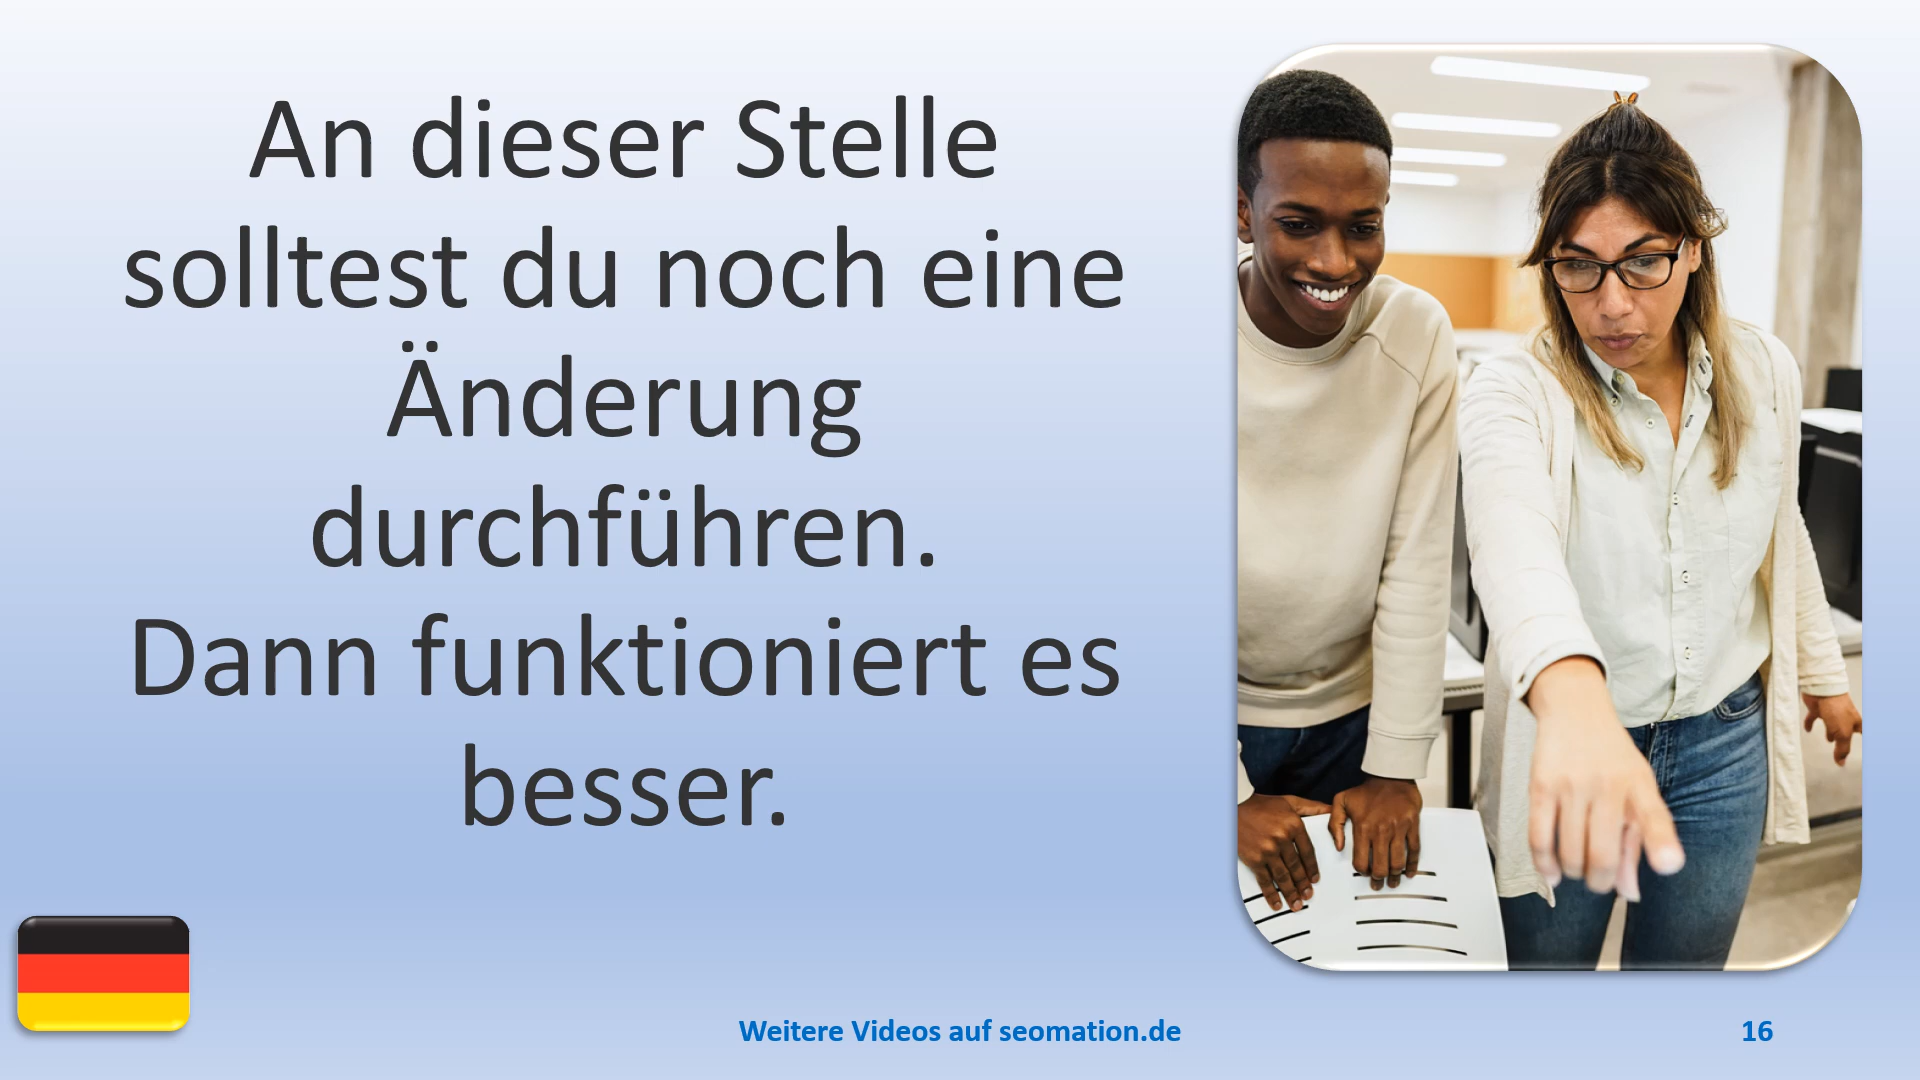 An dieser Stelle
solltest du noch eine
Änderung
durchführen.
Dann funktioniert es
besser.
Weitere Videos auf seomation.de
16